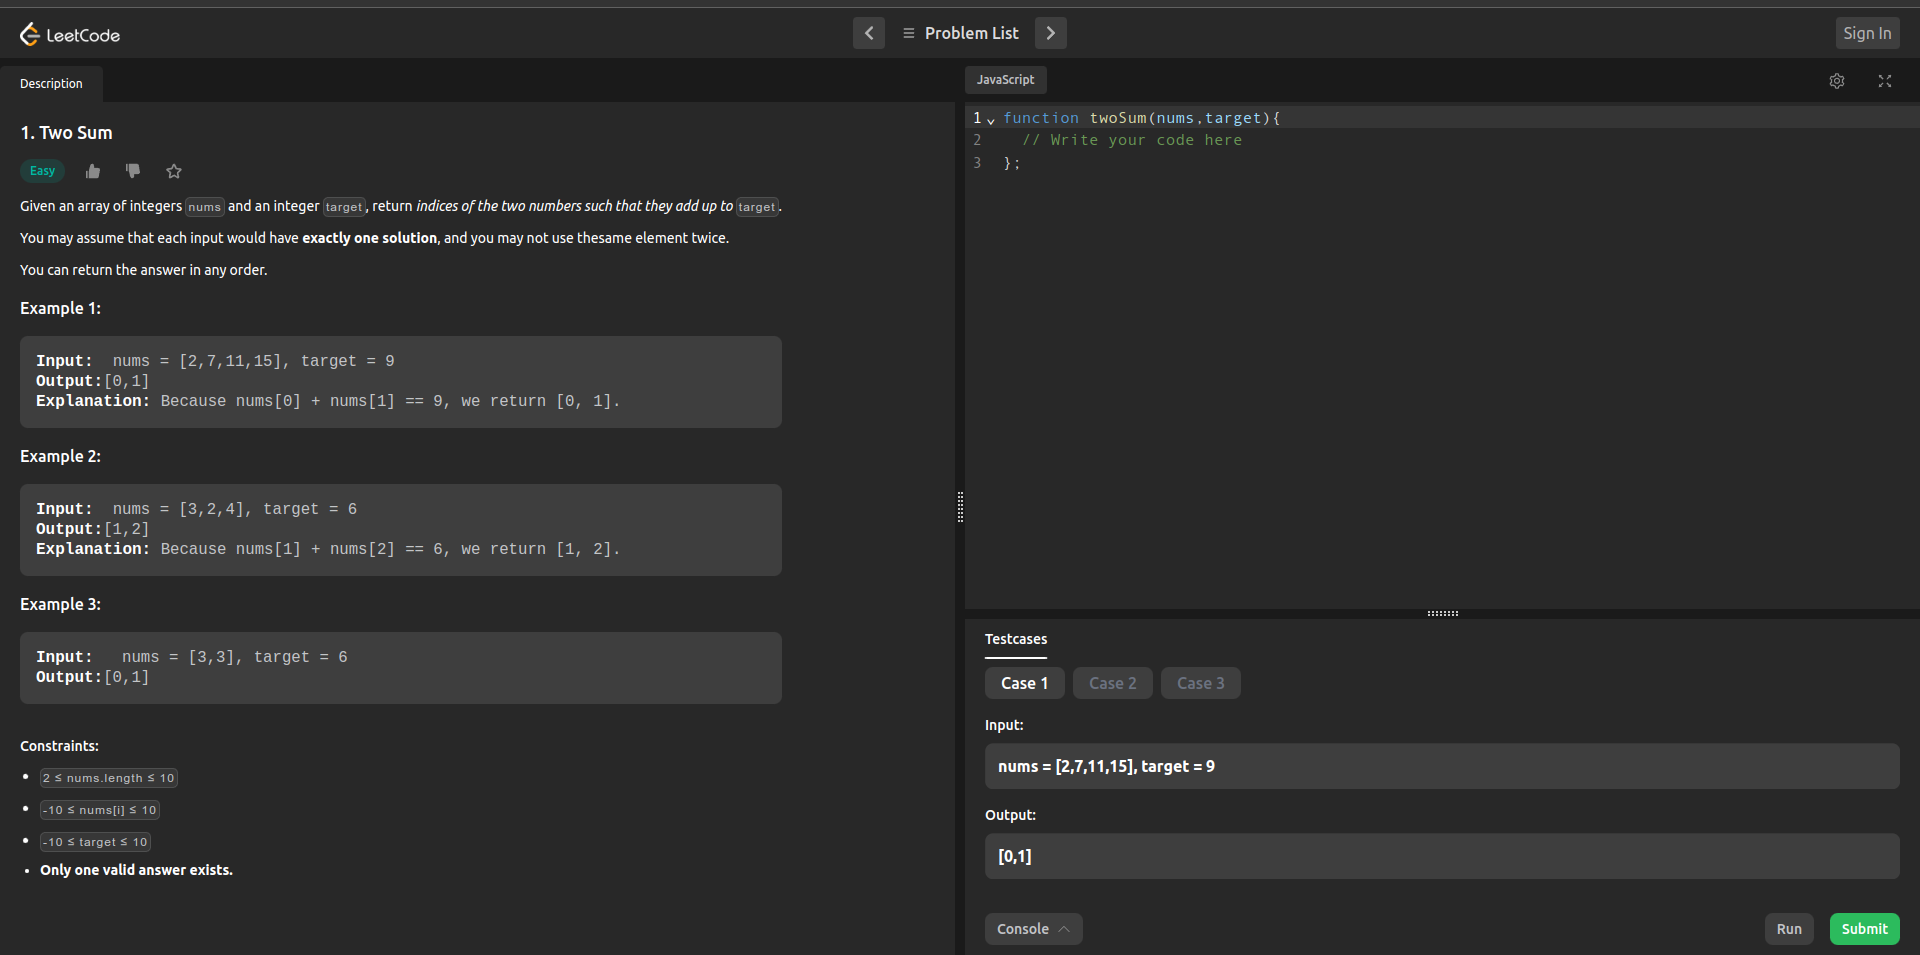 LeetCode
Problem List
Sign In
Description
1. Two Sum
Easy
Given an array of integers nums and an integer target, return indices of the two numbers such that they add up to target.
You may assume that each input would have exactly one solution, and you may not use thesame element twice.
You can return the answer in any order.
Example 1:
Input:  nums = [2,7,11,15], target = 9
Output:[0,1]
Explanation: Because nums[0] + nums[1] == 9, we return [0, 1].
Example 2:
Input:  nums = [3,2,4], target = 6
Output:[1,2]
Explanation: Because nums[1] + nums[2] == 6, we return [1, 2].
Example 3:
Input:   nums = [3,3], target = 6
Output:[0,1]
Constraints:
• 2 ≤ nums.length ≤ 10
• -10 ≤ nums[i] ≤ 10
• -10 ≤ target ≤ 10
• Only one valid answer exists.
JavaScript
1 function twoSum(nums,target){
2   // Write your code here
3 };
Testcases
Case 1 Case 2 Case 3
Input:
nums = [2,7,11,15], target = 9
Output:
[0,1]
Console Run Submit